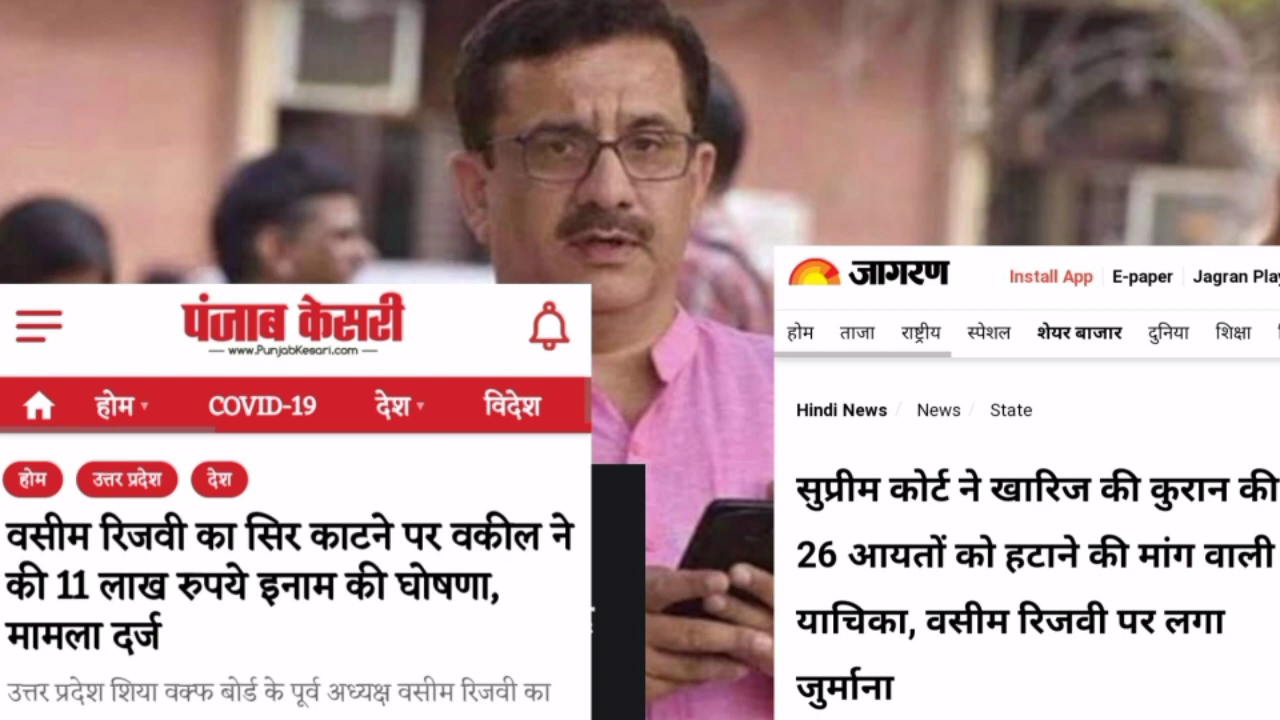 पंजाब केसरी
www.PunjabKesari.com
होम COVID-19 देश विदेश
होम उत्तर प्रदेश देश
वसीम रिजवी का सिर काटने पर वकील ने
की 11 लाख रुपये इनाम की घोषणा,
मामला दर्ज
उत्तर प्रदेश शिया वक्फ बोर्ड के पूर्व अध्यक्ष वसीम रिजवी का
जागरण Install App E-paper Jagran Play
होम ताजा राष्ट्रीय स्पेशल शेयर बाजार दुनिया शिक्षा
Hindi News / News / State
सुप्रीम कोर्ट ने खारिज की कुरान की
26 आयतों को हटाने की मांग वाली
याचिका, वसीम रिजवी पर लगा
जुर्माना